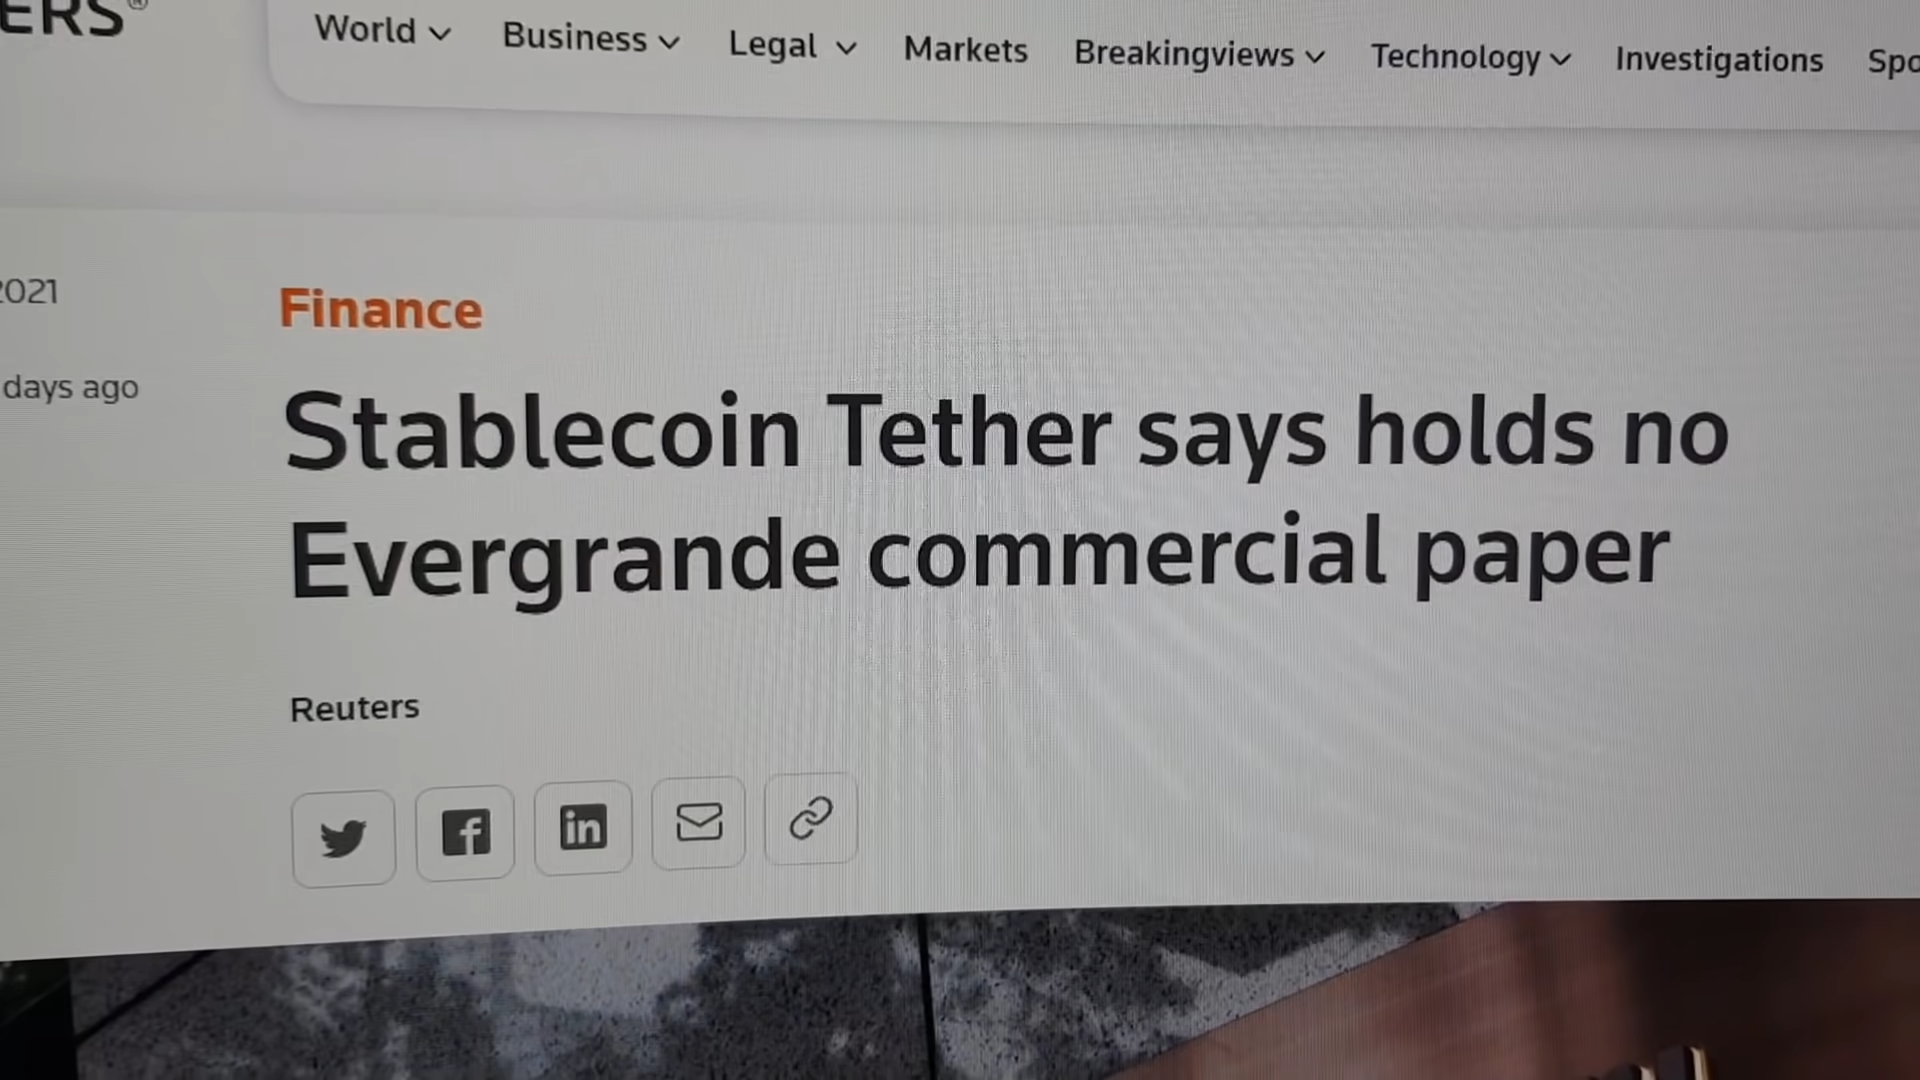 ERS®
World Business Legal Markets Breakingviews Technology Investigations Spo
2021
days ago
Finance
Stablecoin Tether says holds no
Evergrande commercial paper
Reuters
in